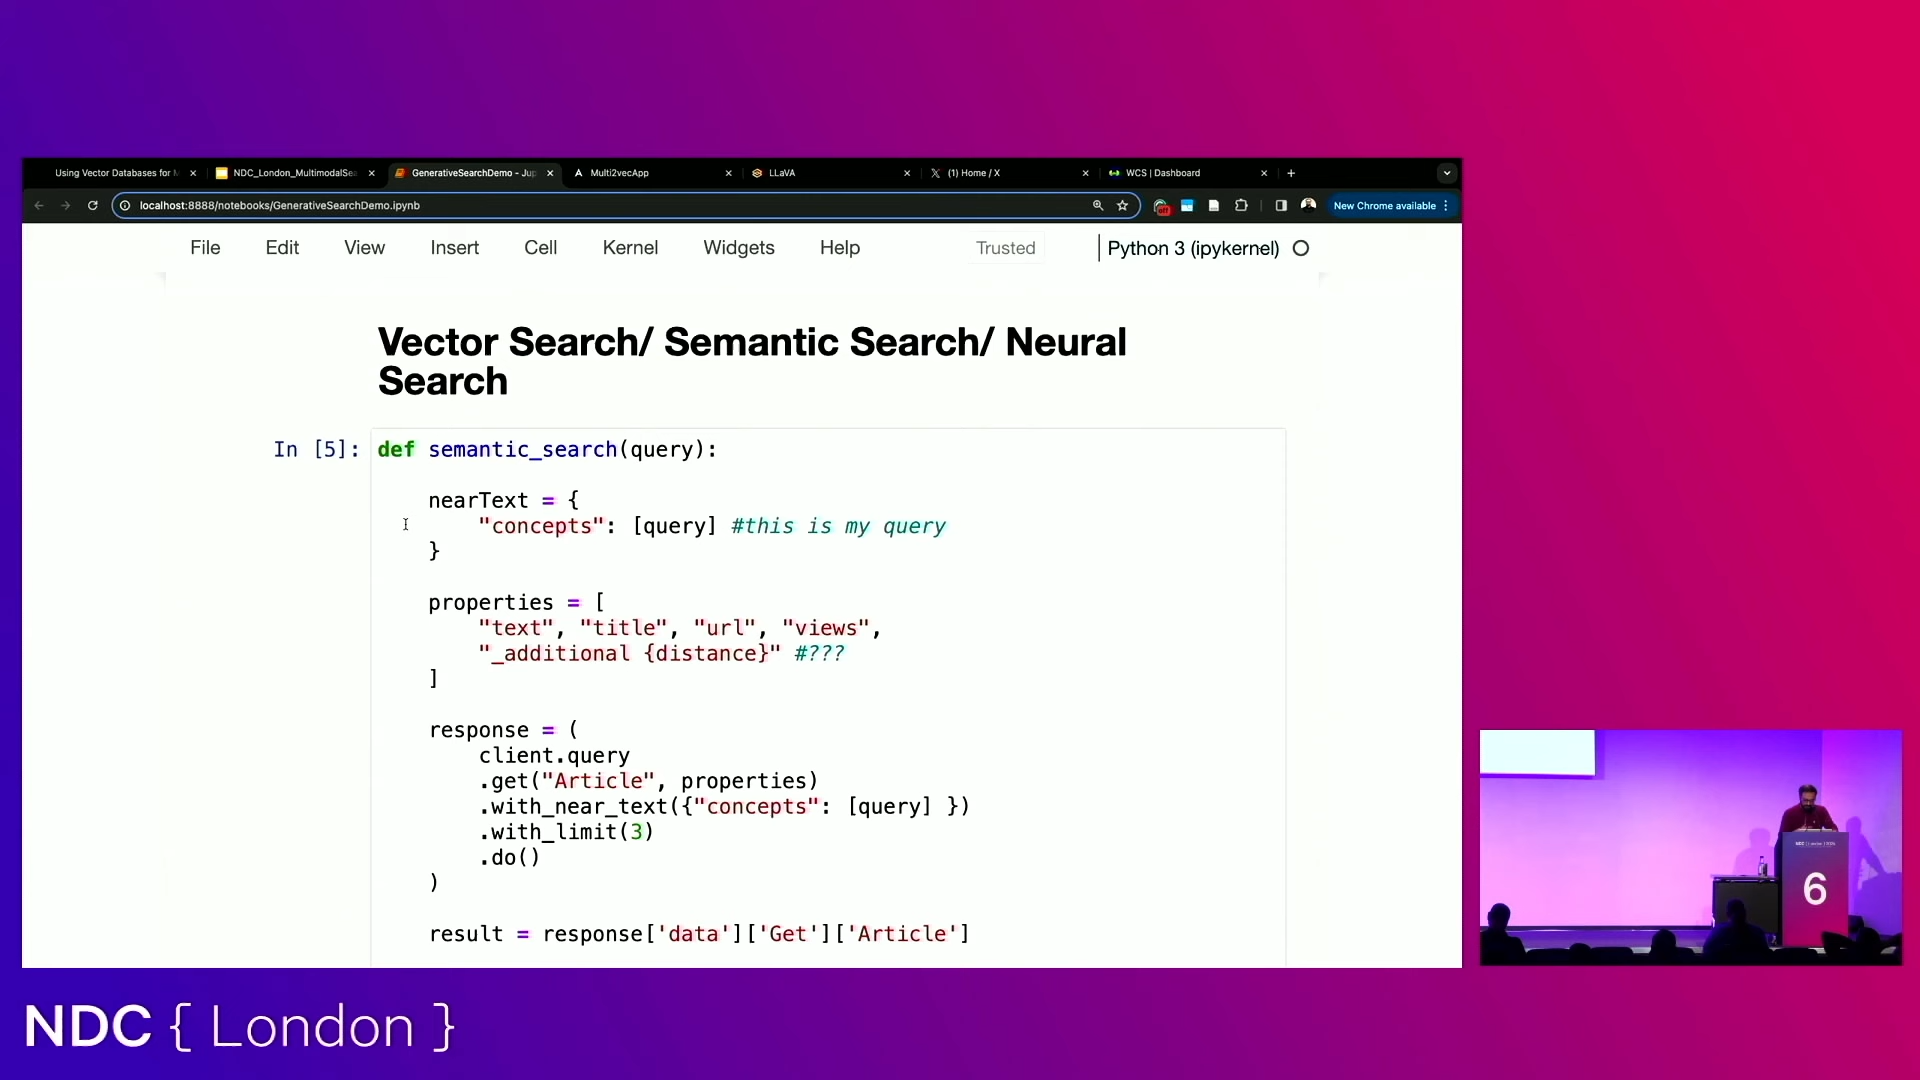 Using Vector Databases for M
NDC_London_MultimodalSea
GenerativeSearchDemo - Jup
Multi2vecApp
LLaVA
(1) Home / X
WCS | Dashboard
localhost:8888/notebooks/GenerativeSearchDemo.ipynb
off
New Chrome available
File Edit View Insert Cell Kernel Widgets Help Trusted Python 3 (ipykernel)
Vector Search/ Semantic Search/ Neural
Search
In [5]: def semantic_search(query):
nearText = {
"concepts": [query] #this is my query
}
properties = [
"text", "title", "url", "views",
"_additional {distance}" #???
]
response = (
client.query
.get("Article", properties)
.with_near_text({"concepts": [query] })
.with_limit(3)
.do()
)
result = response['data']['Get']['Article']
6
NDC { London }